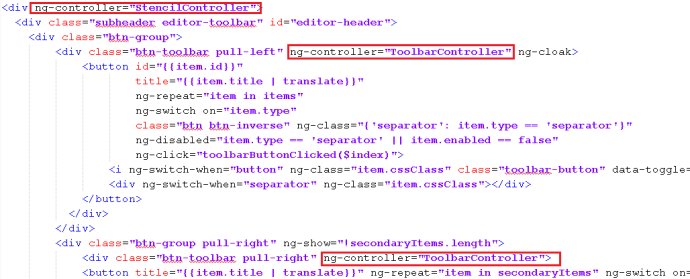 <div ng-controller="StencilController">
<div class="subheader editor-toolbar" id="editor-header">
<div class="btn-group">
<div class="btn-toolbar pull-left" ng-controller="ToolbarController" ng-cloak>
<button id="{{item.id}}"
title="{{item.title | translate}}"
ng-repeat="item in items"
ng-switch on="item.type"
class="btn btn-inverse" ng-class="{'separator': item.type == 'separator'}"
ng-disabled="item.type == 'separator' || item.enabled == false"
ng-click="toolbarButtonClicked($index)">
<i ng-switch-when="button" ng-class="item.cssClass" class="toolbar-button" data-toggle=
<div ng-switch-when="separator" ng-class="item.cssClass"></div>
</button>
</div>
</div>
<div class="btn-group pull-right" ng-show="!secondaryItems.length">
<div class="btn-toolbar pull-right" ng-controller="ToolbarController">
<button title="{{item.title | translate}}" ng-repeat="item in secondaryItems" ng-switch on=